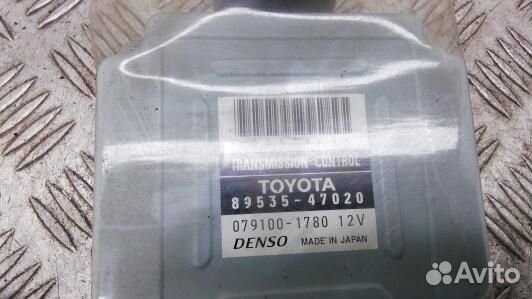 TRANSMISSION CONTROL
TOYOTA
89535-47020
079100-1780 12V
DENSO MADE IN JAPAN
Avito